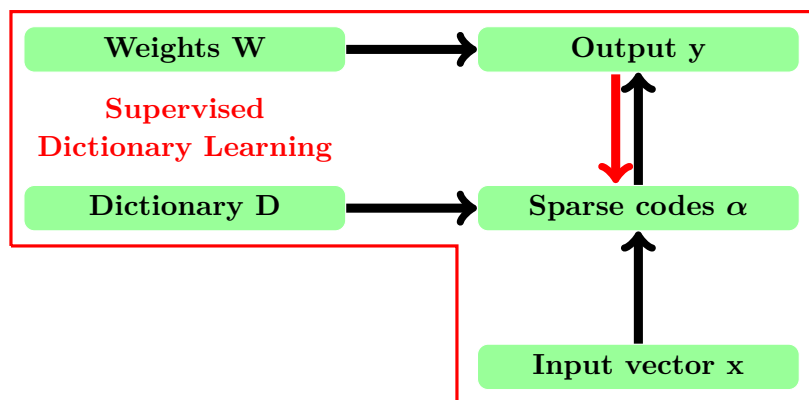 Weights W
Output y
Supervised
Dictionary Learning
Dictionary D
Sparse codes α
Input vector x